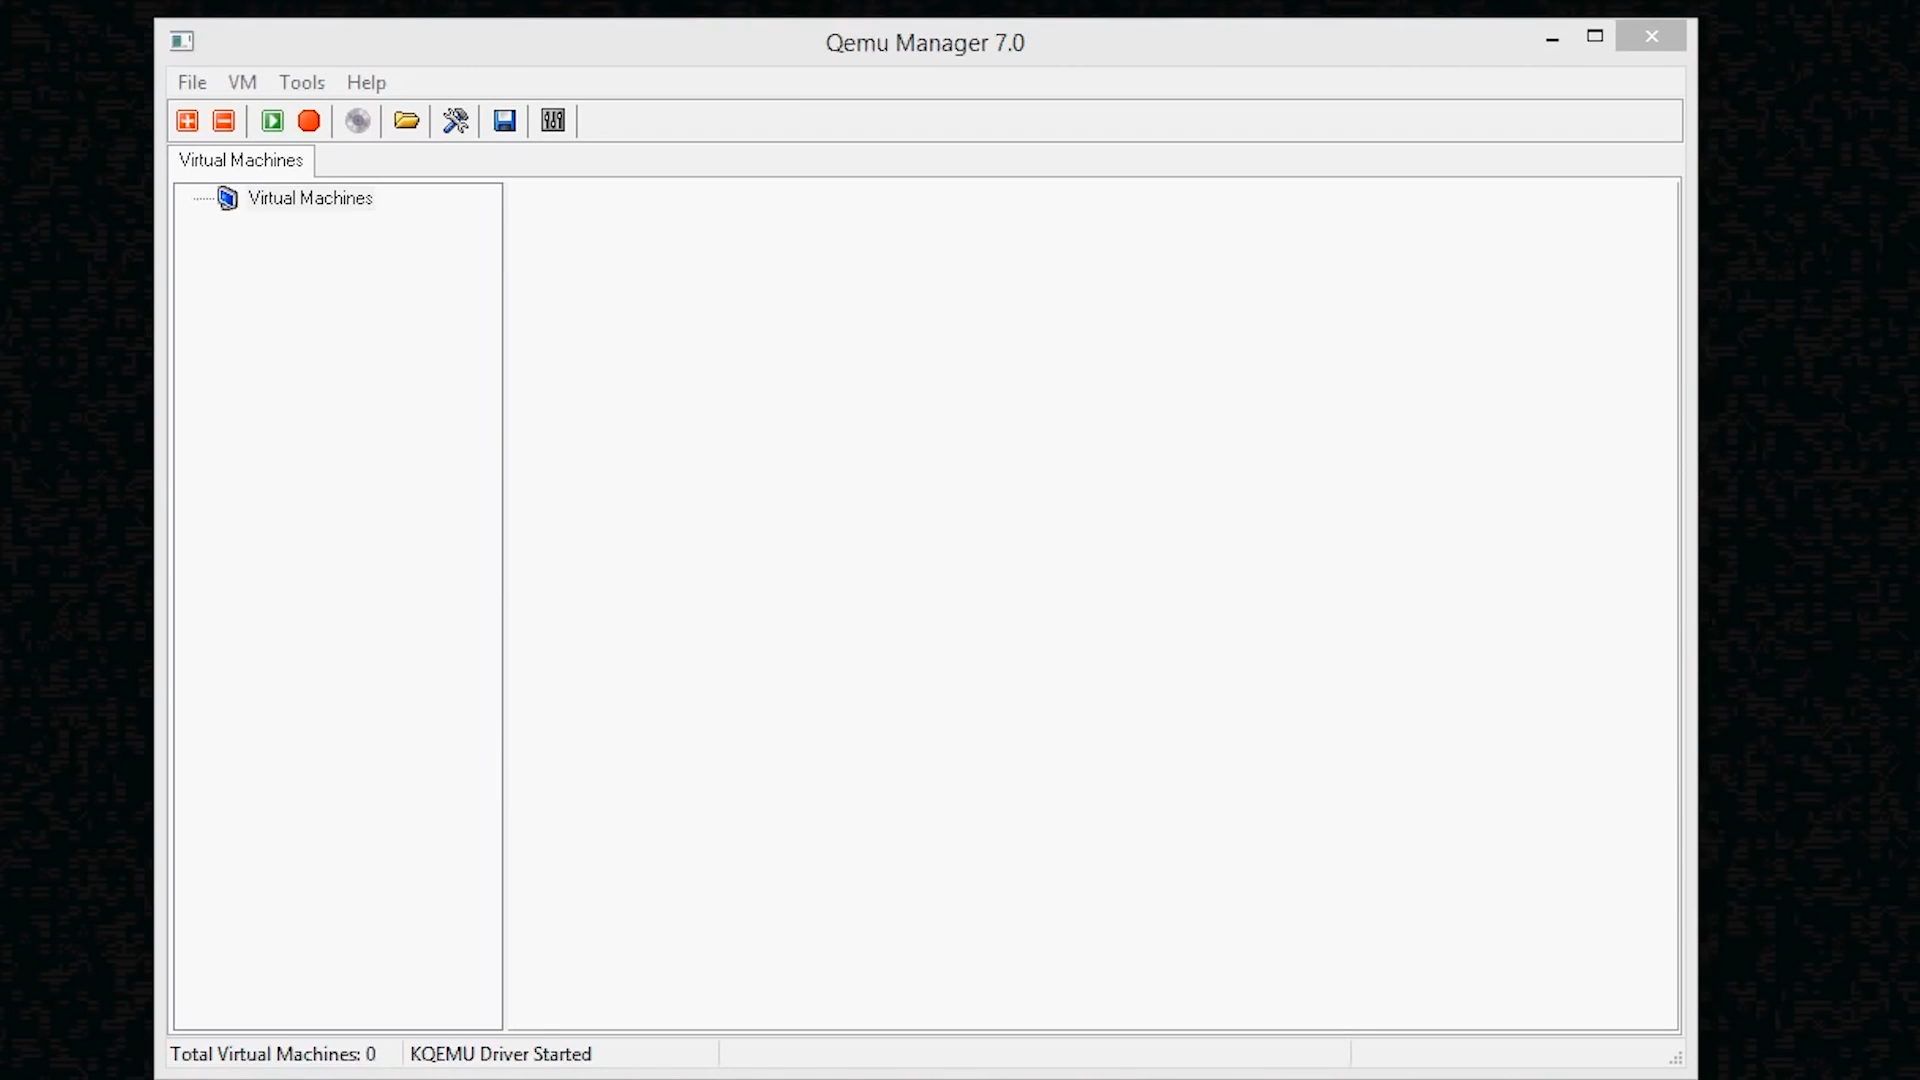 Qemu Manager 7.0
File VM Tools Help
Virtual Machines
Virtual Machines
Total Virtual Machines: 0 KQEMU Driver Started